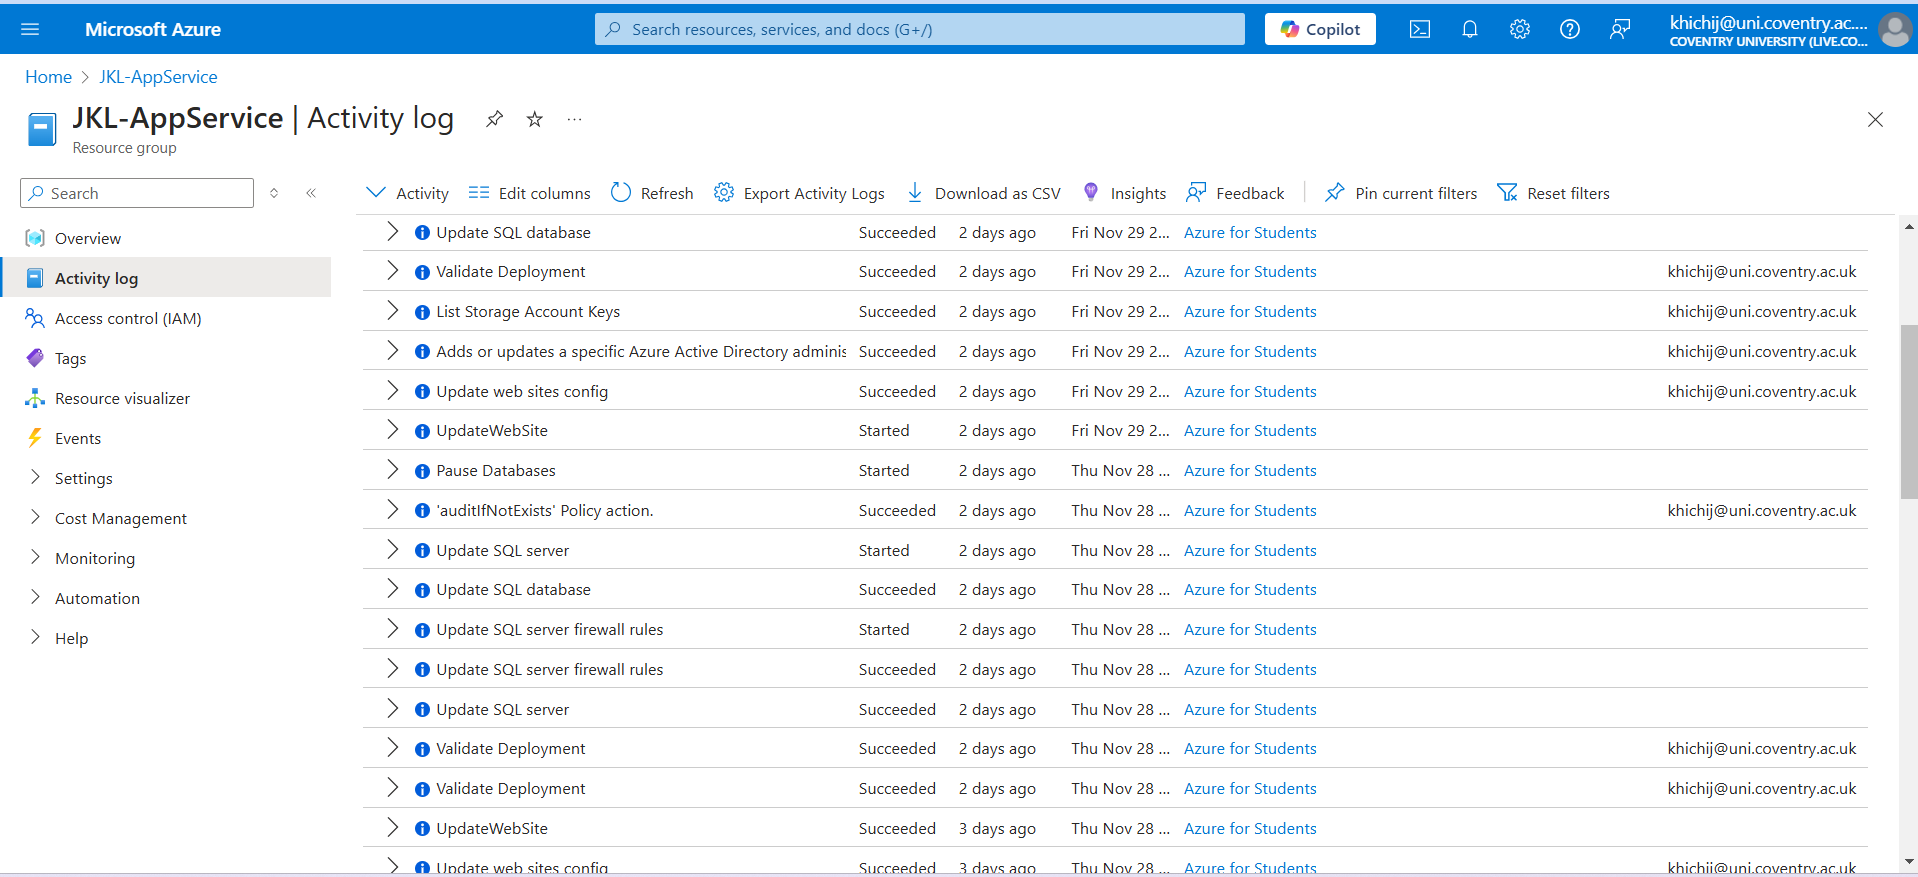 Microsoft Azure
Search resources, services, and docs (G+/)
Copilot
khichij@uni.coventry.ac....
COVENTRY UNIVERSITY (LIVE.CO...
Home > JKL-AppService
JKL-AppService | Activity log
Resource group
Search
Overview
Activity log
Access control (IAM)
Tags
Resource visualizer
Events
Settings
Cost Management
Monitoring
Automation
Help
Activity Edit columns Refresh Export Activity Logs Download as CSV Insights Feedback Pin current filters Reset filters
Update SQL database Succeeded 2 days ago Fri Nov 29 2... Azure for Students
Validate Deployment Succeeded 2 days ago Fri Nov 29 2... Azure for Students khichij@uni.coventry.ac.uk
List Storage Account Keys Succeeded 2 days ago Fri Nov 29 2... Azure for Students khichij@uni.coventry.ac.uk
Adds or updates a specific Azure Active Directory adminis Succeeded 2 days ago Fri Nov 29 2... Azure for Students khichij@uni.coventry.ac.uk
Update web sites config Succeeded 2 days ago Fri Nov 29 2... Azure for Students khichij@uni.coventry.ac.uk
UpdateWebSite Started 2 days ago Fri Nov 29 2... Azure for Students
Pause Databases Started 2 days ago Thu Nov 28 ... Azure for Students
'auditIfNotExists' Policy action. Succeeded 2 days ago Thu Nov 28 ... Azure for Students khichij@uni.coventry.ac.uk
Update SQL server Started 2 days ago Thu Nov 28 ... Azure for Students
Update SQL database Succeeded 2 days ago Thu Nov 28 ... Azure for Students
Update SQL server firewall rules Started 2 days ago Thu Nov 28 ... Azure for Students
Update SQL server firewall rules Succeeded 2 days ago Thu Nov 28 ... Azure for Students
Update SQL server Succeeded 2 days ago Thu Nov 28 ... Azure for Students
Validate Deployment Succeeded 2 days ago Thu Nov 28 ... Azure for Students khichij@uni.coventry.ac.uk
Validate Deployment Succeeded 2 days ago Thu Nov 28 ... Azure for Students khichij@uni.coventry.ac.uk
UpdateWebSite Succeeded 3 days ago Thu Nov 28 ... Azure for Students
Update web sites config Succeeded 3 days ago Thu Nov 28 ... Azure for Students khichij@uni.coventry.ac.uk